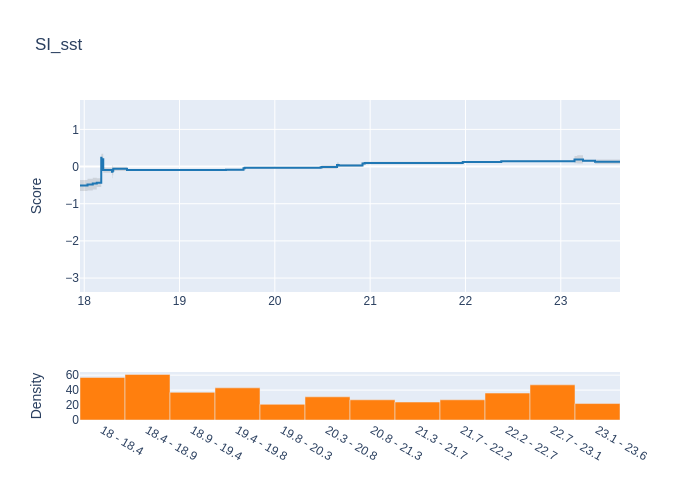 SI_sst
Score
1
0
−1
−2
−3
18 19 20 21 22 23
Density
60
40
20
0
18 - 18.4
18.4 - 18.9
18.9 - 19.4
19.4 - 19.8
19.8 - 20.3
20.3 - 20.8
20.8 - 21.3
21.3 - 21.7
21.7 - 22.2
22.2 - 22.7
22.7 - 23.1
23.1 - 23.6